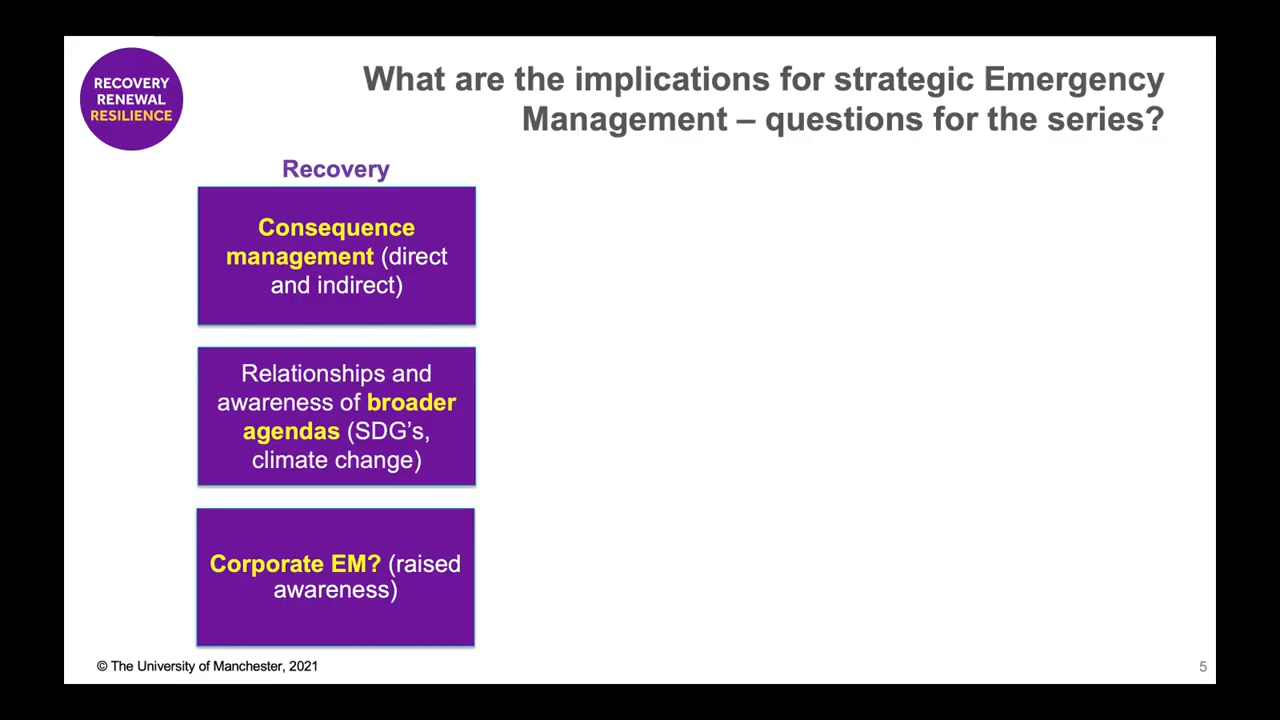 RECOVERY
RENEWAL
RESILIENCE
What are the implications for strategic Emergency
Management – questions for the series?
Recovery
Consequence
management (direct
and indirect)
Relationships and
awareness of broader
agendas (SDG's,
climate change)
Corporate EM? (raised
awareness)
© The University of Manchester, 2021
5